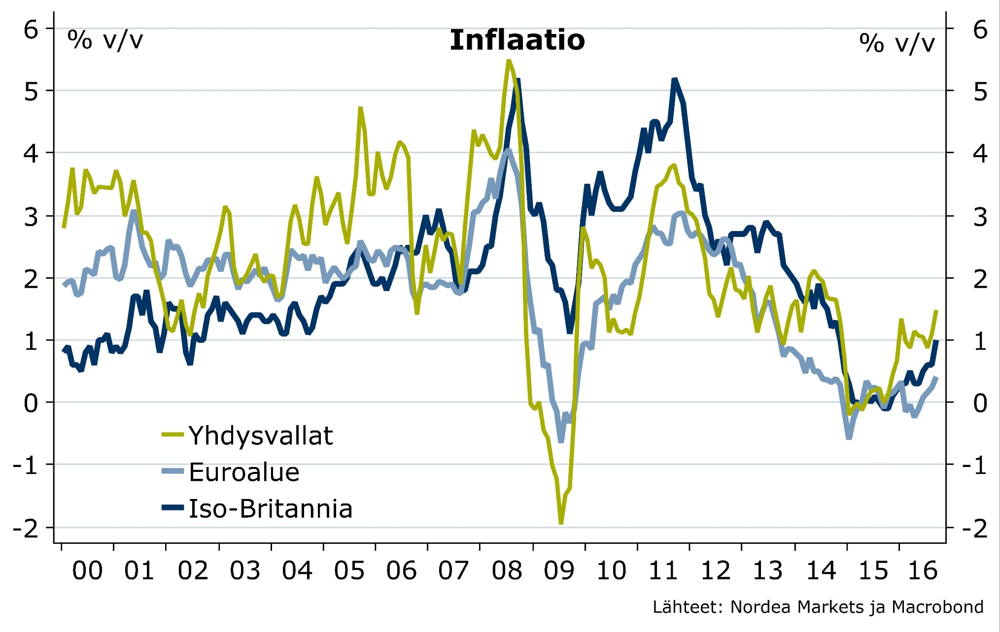 Inflaatio
% v/v % v/v
6 6
5 5
4 4
3 3
2 2
1 1
0 0
-1 -1
-2 -2
Yhdysvallat
Euroalue
Iso-Britannia
00 01 02 03 04 05 06 07 08 09 10 11 12 13 14 15 16
Lähteet: Nordea Markets ja Macrobond